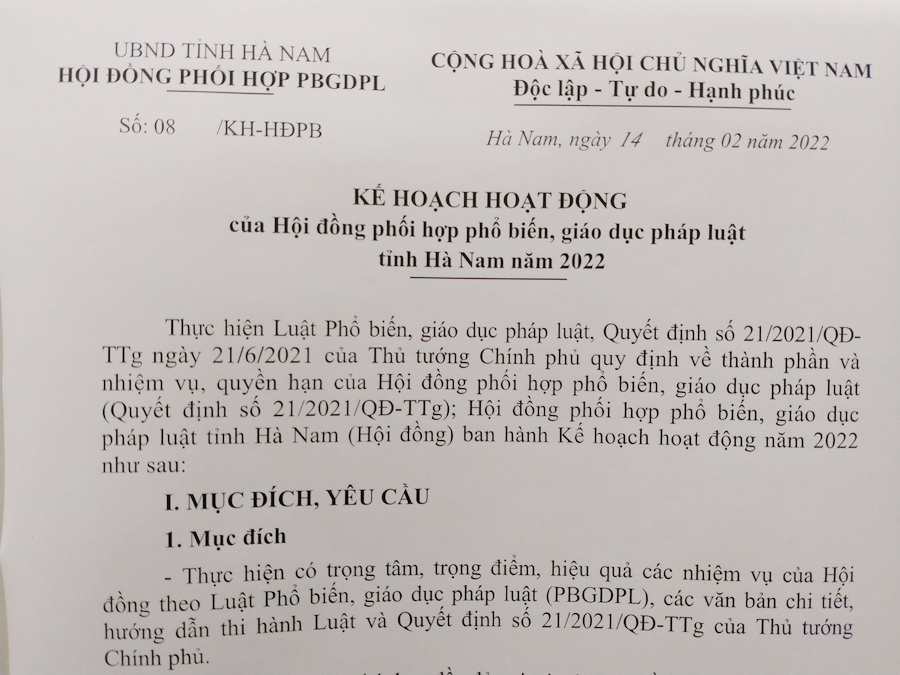 UBND TỈNH HÀ NAM
HỘI ĐỒNG PHỐI HỢP PBGDPL
CỘNG HOÀ XÃ HỘI CHỦ NGHĨA VIỆT NAM
Độc lập - Tự do - Hạnh phúc
Số: 08 /KH-HĐPB
Hà Nam, ngày 14 tháng 02 năm 2022
KẾ HOẠCH HOẠT ĐỘNG
của Hội đồng phối hợp phổ biến, giáo dục pháp luật
tỉnh Hà Nam năm 2022
Thực hiện Luật Phổ biến, giáo dục pháp luật, Quyết định số 21/2021/QĐ-
TTg ngày 21/6/2021 của Thủ tướng Chính phủ quy định về thành phần và
nhiệm vụ, quyền hạn của Hội đồng phối hợp phổ biến, giáo dục pháp luật
(Quyết định số 21/2021/QĐ-TTg); Hội đồng phối hợp phổ biến, giáo dục
pháp luật tỉnh Hà Nam (Hội đồng) ban hành Kế hoạch hoạt động năm 2022
như sau:
I. MỤC ĐÍCH, YÊU CẦU
1. Mục đích
- Thực hiện có trọng tâm, trọng điểm, hiệu quả các nhiệm vụ của Hội
đồng theo Luật Phổ biến, giáo dục pháp luật (PBGDPL), các văn bản chi tiết,
hướng dẫn thi hành Luật và Quyết định số 21/2021/QĐ-TTg của Thủ tướng
Chính phủ.